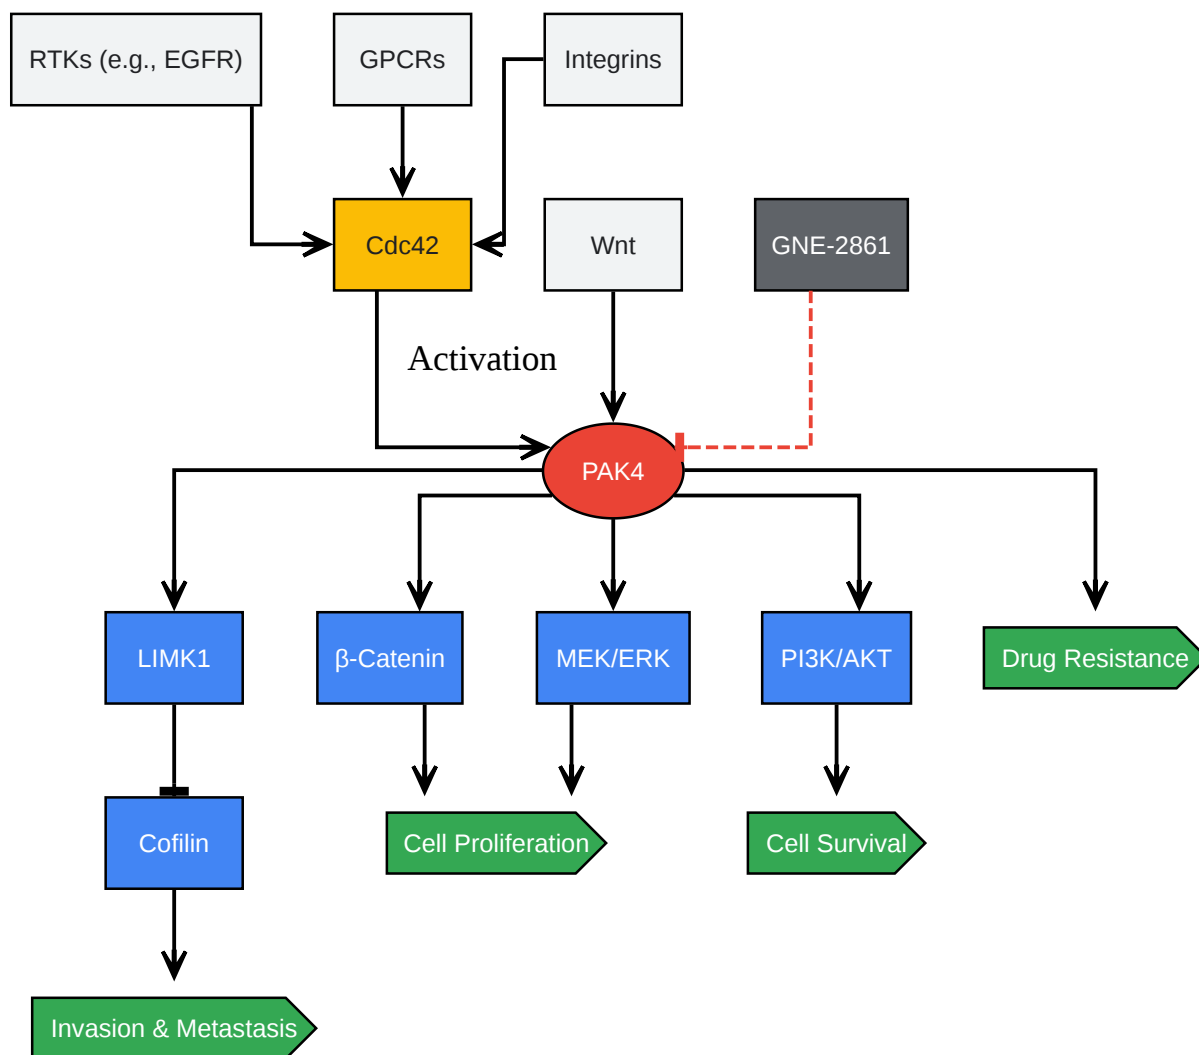 RTKs (e.g., EGFR)
GPCRs
Integrins
Cdc42
Wnt
GNE-2861
Activation
PAK4
LIMK1
β-Catenin
MEK/ERK
PI3K/AKT
Drug Resistance
Cofilin
Cell Proliferation
Cell Survival
Invasion & Metastasis